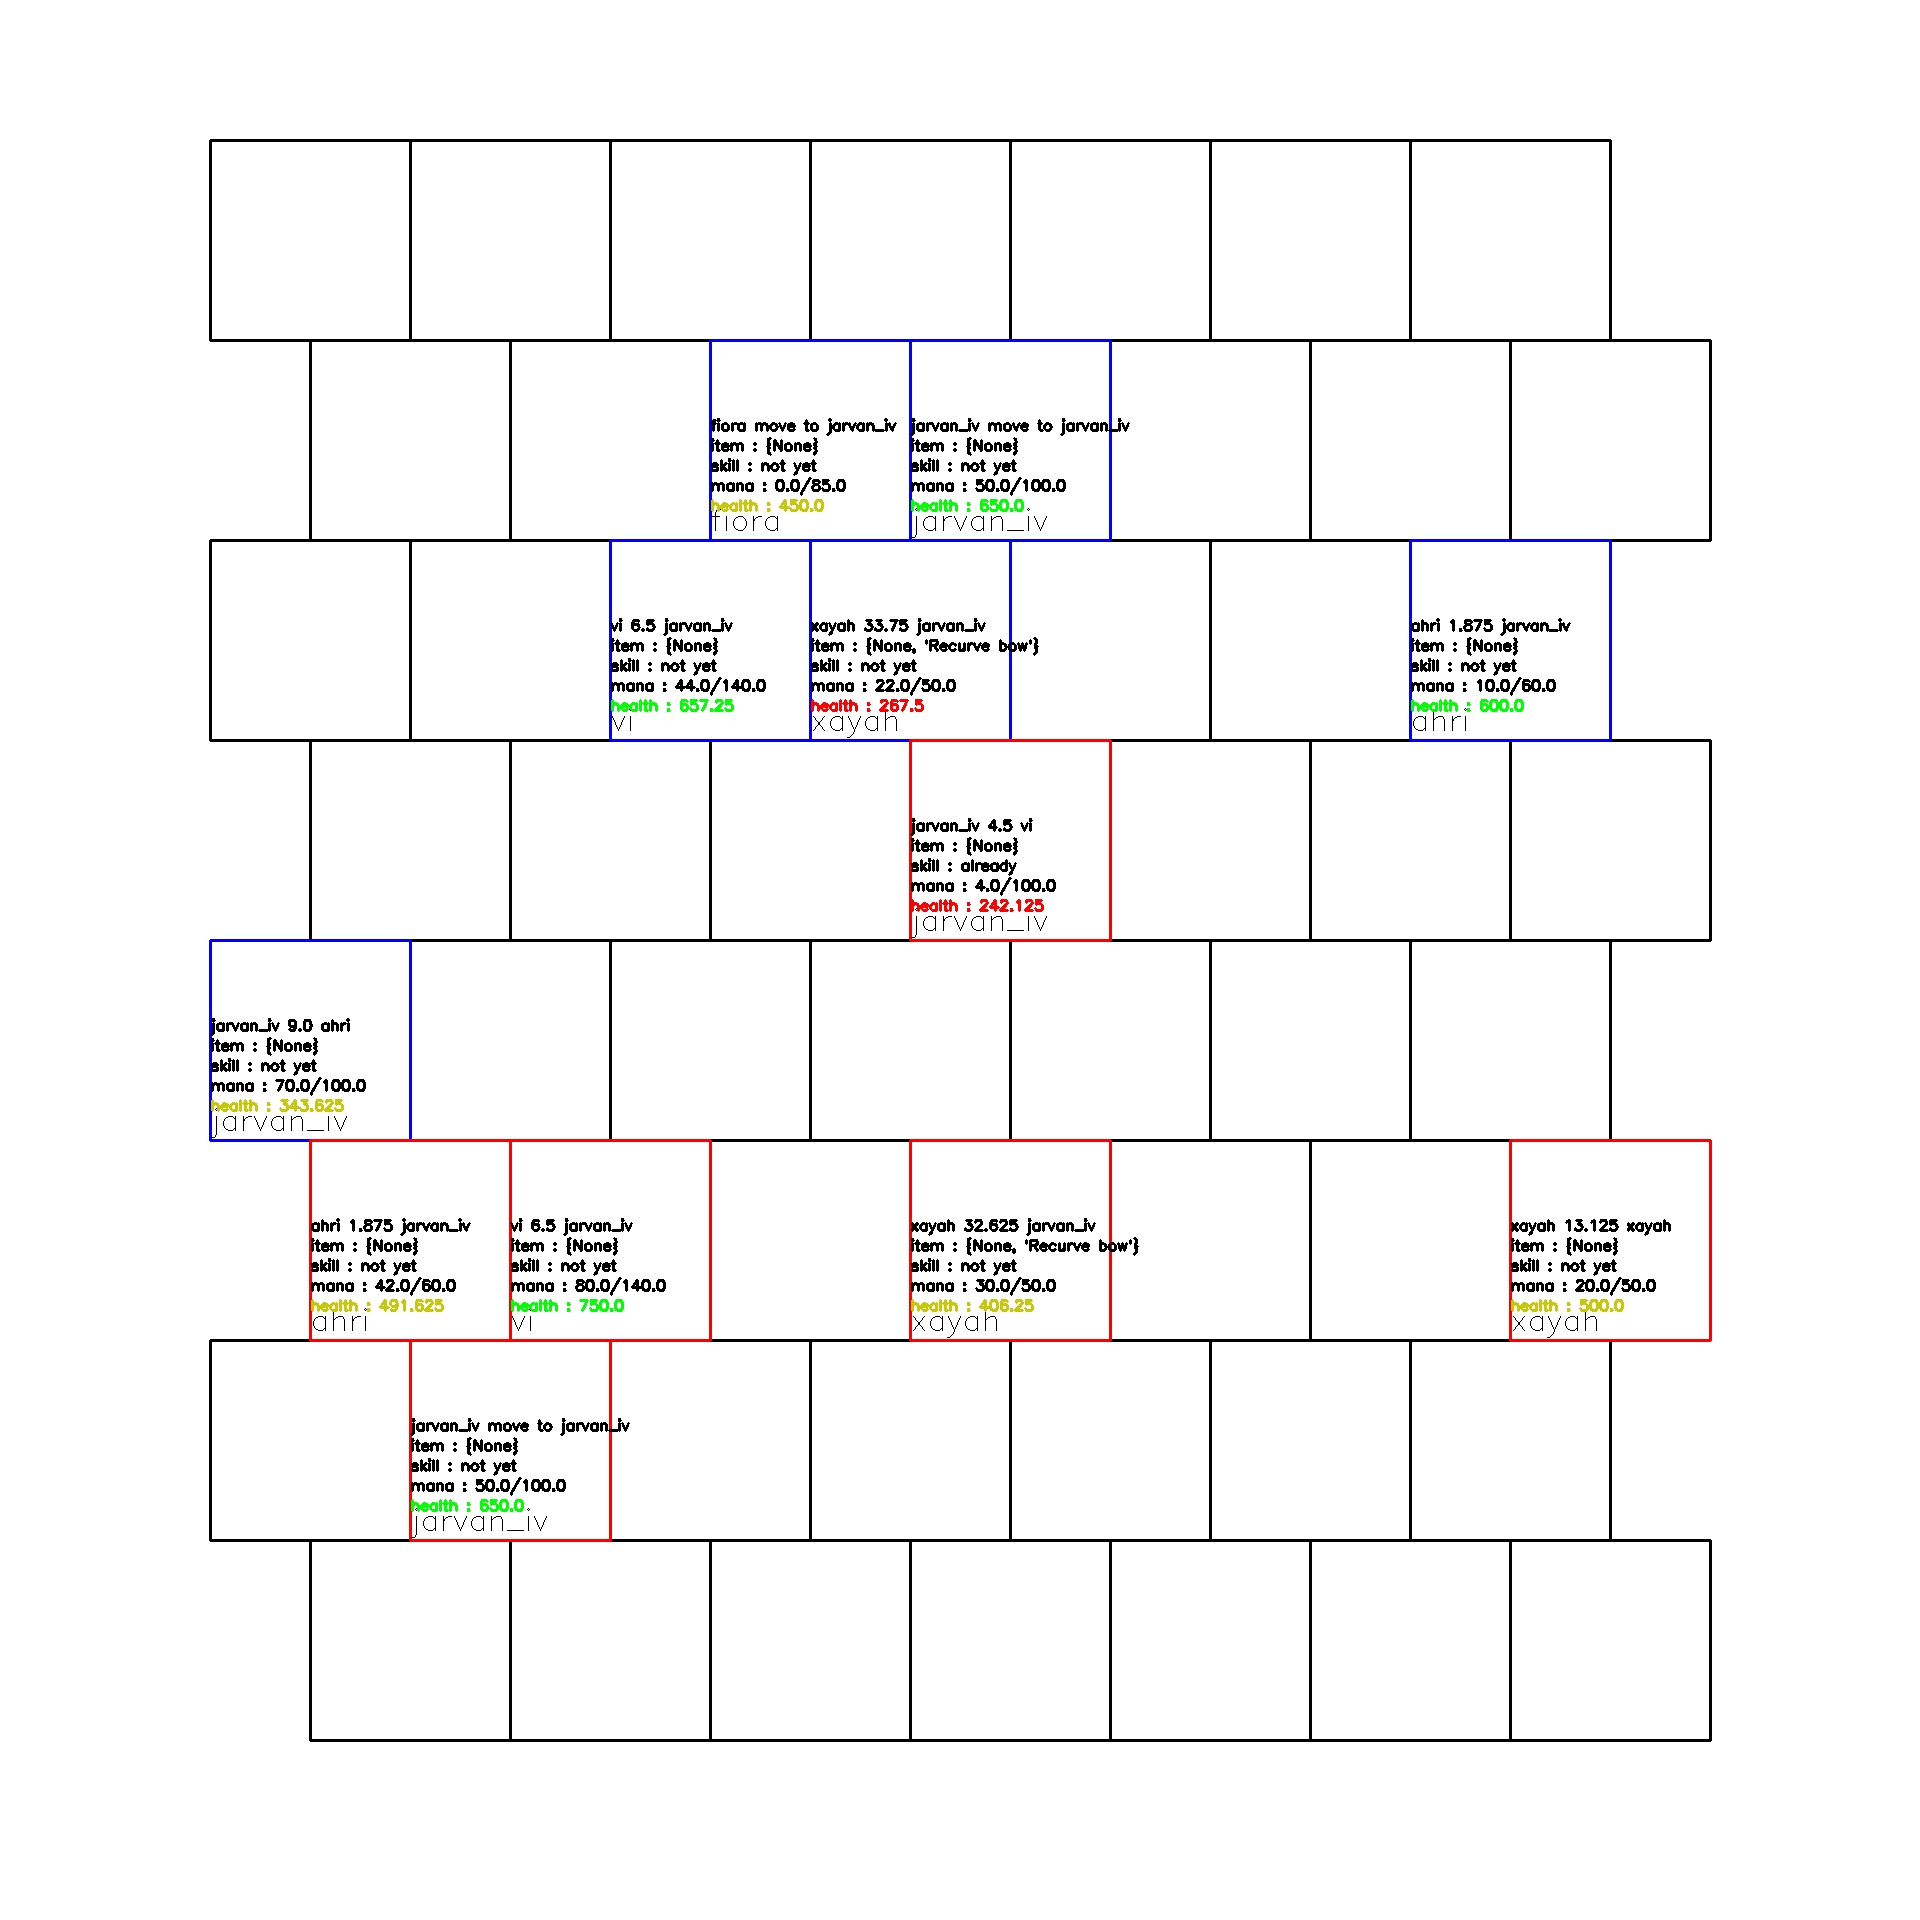 fiora move to jarvan_iv
item : {None}
skill : not yet
mana : 0.0/85.0
health : 450.0
fiora
jarvan_iv move to jarvan_iv
item : {None}
skill : not yet
mana : 50.0/100.0
health : 650.0
jarvan_iv
vi 6.5 jarvan_iv
item : {None}
skill : not yet
mana : 44.0/140.0
health : 657.25
vi
xayah 33.75 jarvan_iv
item : {None, 'Recurve bow'}
skill : not yet
mana : 22.0/50.0
health : 267.5
xayah
ahri 1.875 jarvan_iv
item : {None}
skill : not yet
mana : 10.0/60.0
health : 600.0
ahri
jarvan_iv 4.5 vi
item : {None}
skill : already
mana : 4.0/100.0
health : 242.125
jarvan_iv
jarvan_iv 9.0 ahri
item : {None}
skill : not yet
mana : 70.0/100.0
health : 343.625
jarvan_iv
ahri 1.875 jarvan_iv
item : {None}
skill : not yet
mana : 42.0/60.0
health : 491.625
ahri
vi 6.5 jarvan_iv
item : {None}
skill : not yet
mana : 80.0/140.0
health : 750.0
vi
xayah 32.625 jarvan_iv
item : {None, 'Recurve bow'}
skill : not yet
mana : 30.0/50.0
health : 406.25
xayah
xayah 13.125 xayah
item : {None}
skill : not yet
mana : 20.0/50.0
health : 500.0
xayah
jarvan_iv move to jarvan_iv
item : {None}
skill : not yet
mana : 50.0/100.0
health : 650.0
jarvan_iv